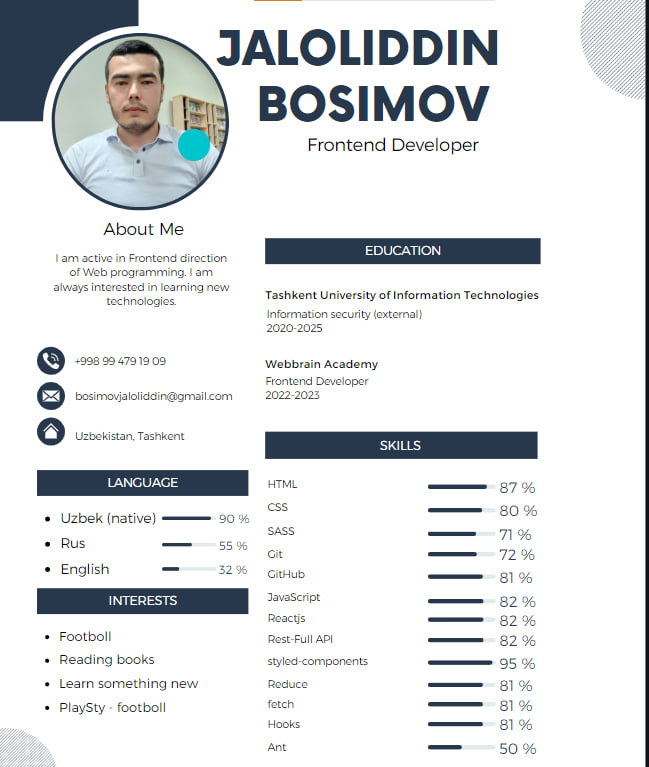 JALOLIDDIN
BOSIMOV
Frontend Developer
About Me
I am active in Frontend direction
of Web programming. I am
always interested in learning new
technologies.
+998 99 479 19 09
bosimovjaloliddin@gmail.com
Uzbekistan, Tashkent
LANGUAGE
Uzbek (native) 90 %
Rus 55 %
English 32 %
INTERESTS
Footboll
Reading books
Learn something new
PlaySty - footboll
EDUCATION
Tashkent University of Information Technologies
Information security (external)
2020-2025
Webbrain Academy
Frontend Developer
2022-2023
SKILLS
HTML 87 %
CSS 80 %
SASS 71 %
Git 72 %
GitHub 81 %
JavaScript 82 %
Reactjs 82 %
Rest-Full API 82 %
styled-components 95 %
Reduce 81 %
fetch 81 %
Hooks 81 %
Ant 50 %